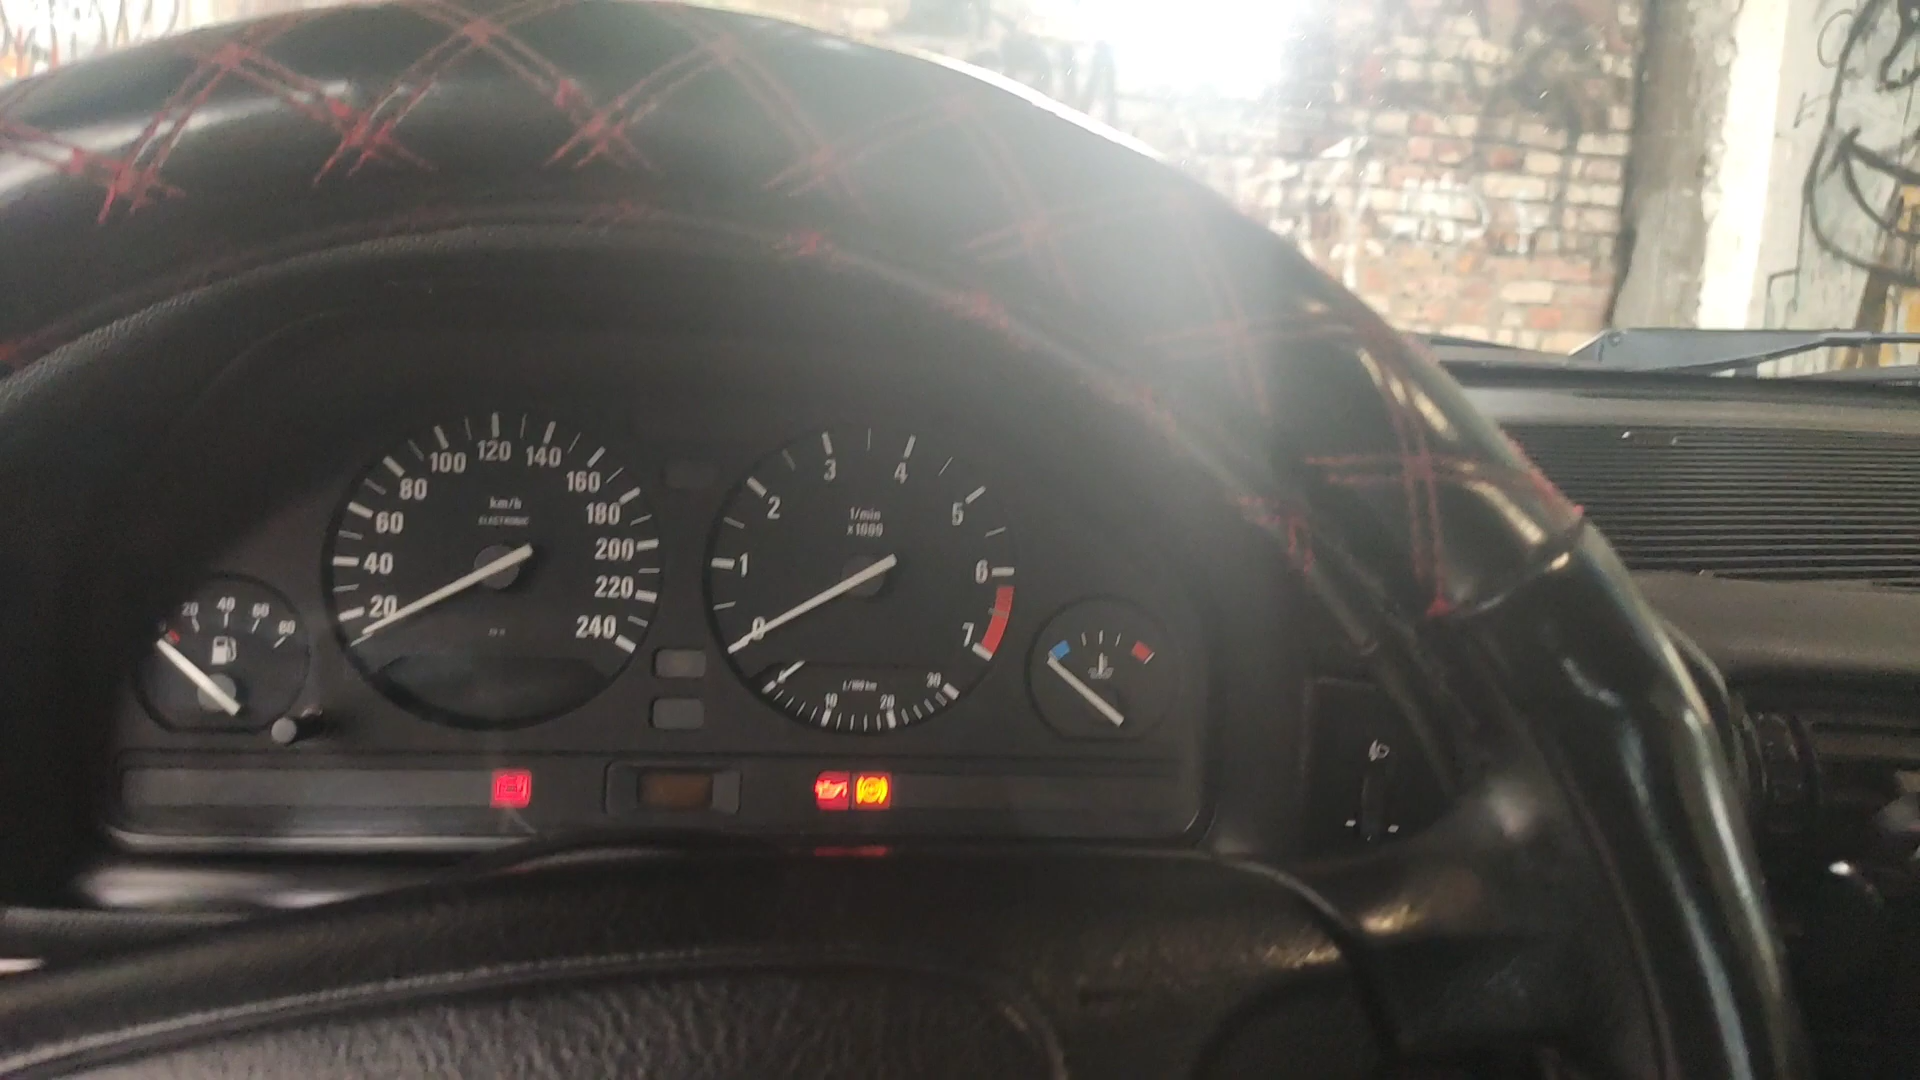 20 40 60 80
20 40 60 80 100 120 140 160 180 200 220 240
km/h
ELECTRONIC
0 1 2 3 4 5 6 7
1/min
x1000
L/100 km
10 20 30